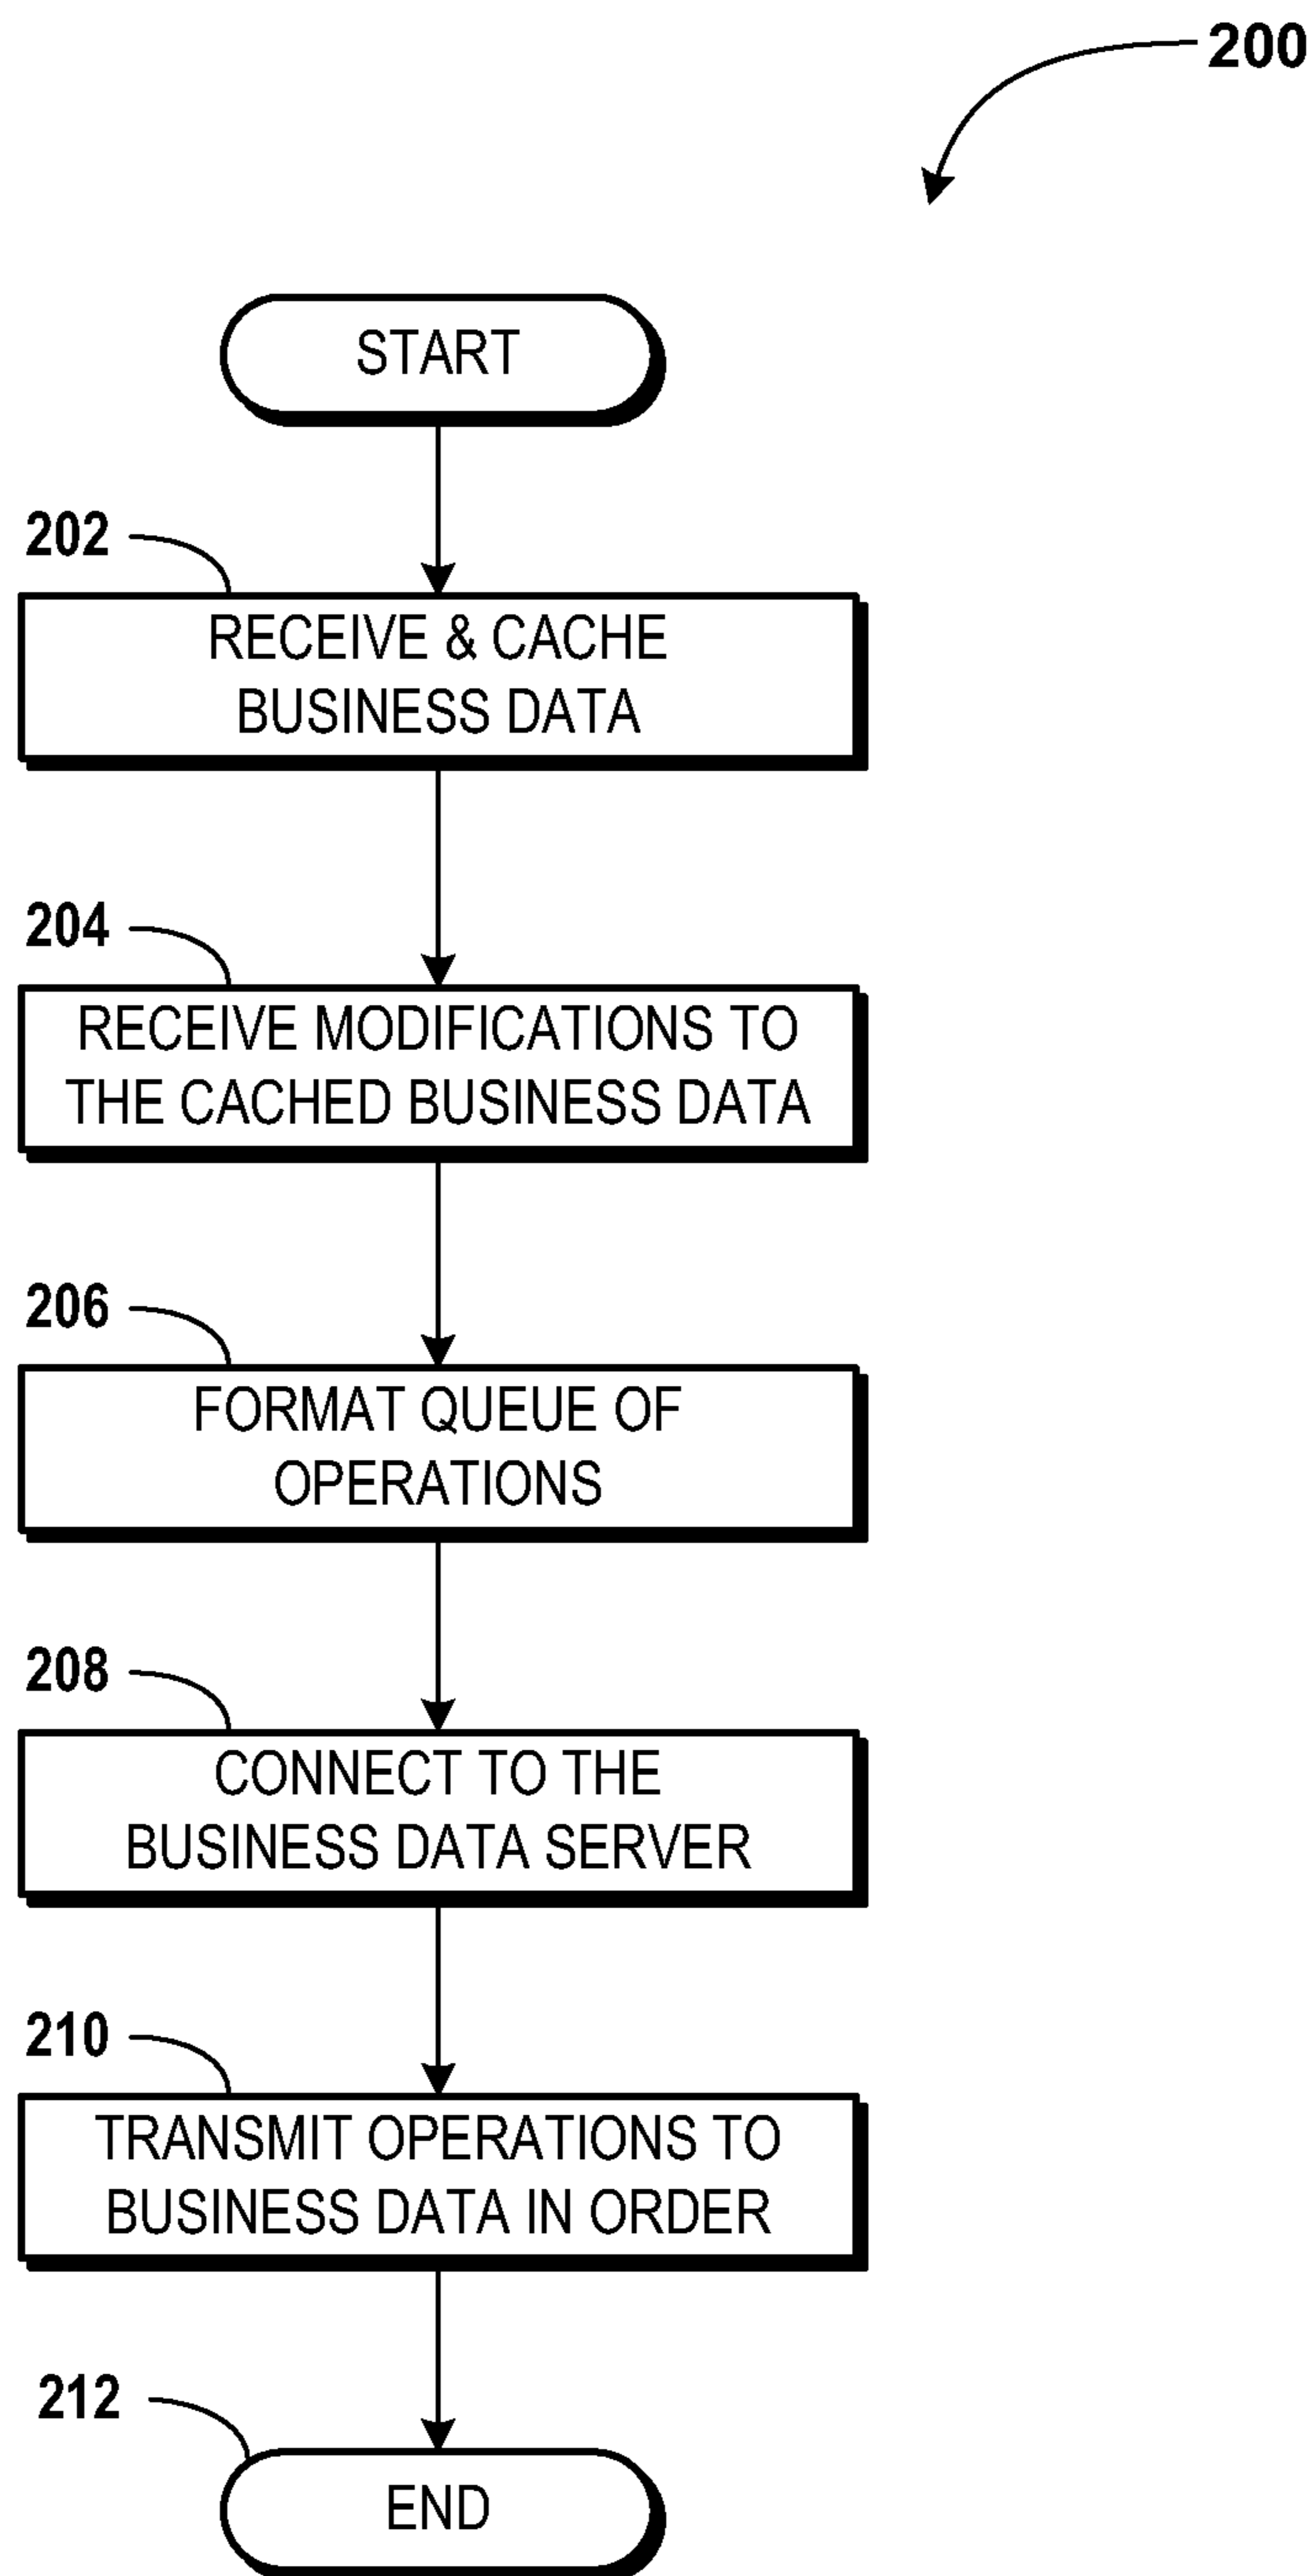 200
START
202
RECEIVE & CACHE
BUSINESS DATA
204
RECEIVE MODIFICATIONS TO
THE CACHED BUSINESS DATA
206
FORMAT QUEUE OF
OPERATIONS
208
CONNECT TO THE
BUSINESS DATA SERVER
210
TRANSMIT OPERATIONS TO
BUSINESS DATA IN ORDER
212
END